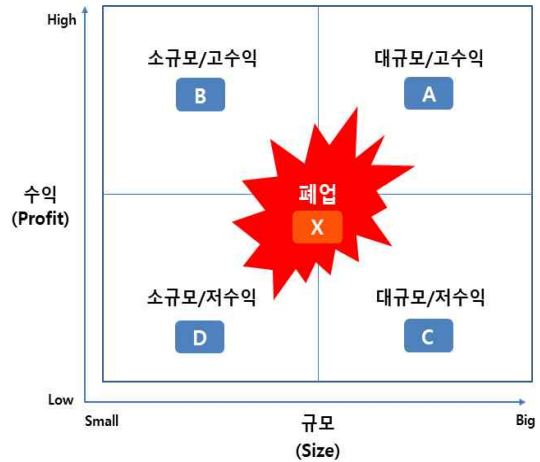 High
소규모/고수익
대규모/고수익
B
A
수익
(Profit)
폐업
X
소규모/저수익
대규모/저수익
D
C
Low
Small
규모
(Size)
Big